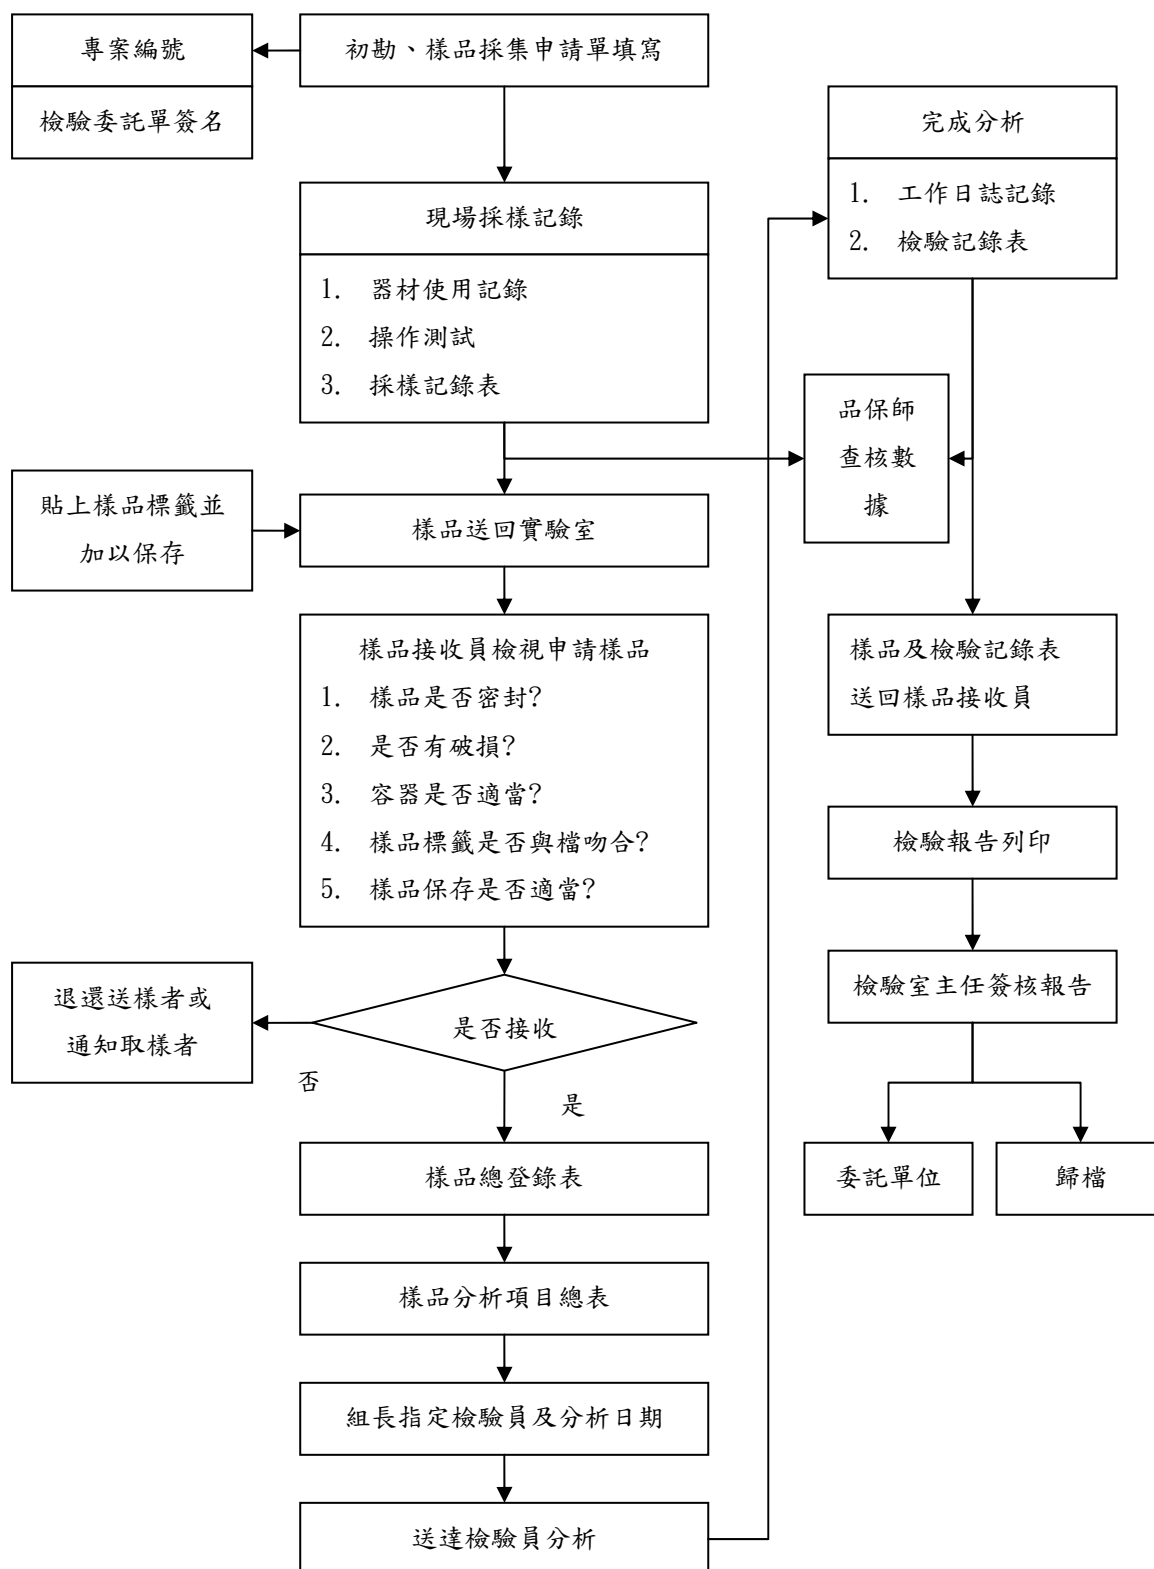 專案編號
檢驗委託單簽名
初勘、樣品採集申請單填寫
現場採樣記錄
1. 器材使用記錄
2. 操作測試
3. 採樣記錄表
貼上樣品標籤並
加以保存
樣品送回實驗室
樣品接收員檢視申請樣品
1. 樣品是否密封?
2. 是否有破損?
3. 容器是否適當?
4. 樣品標籤是否與檔吻合?
5. 樣品保存是否適當?
退還送樣者或
通知取樣者
是否接收
否
是
樣品總登錄表
樣品分析項目總表
組長指定檢驗員及分析日期
送達檢驗員分析
完成分析
1. 工作日誌記錄
2. 檢驗記錄表
品保師
查核數
據
樣品及檢驗記錄表
送回樣品接收員
檢驗報告列印
檢驗室主任簽核報告
委託單位
歸檔